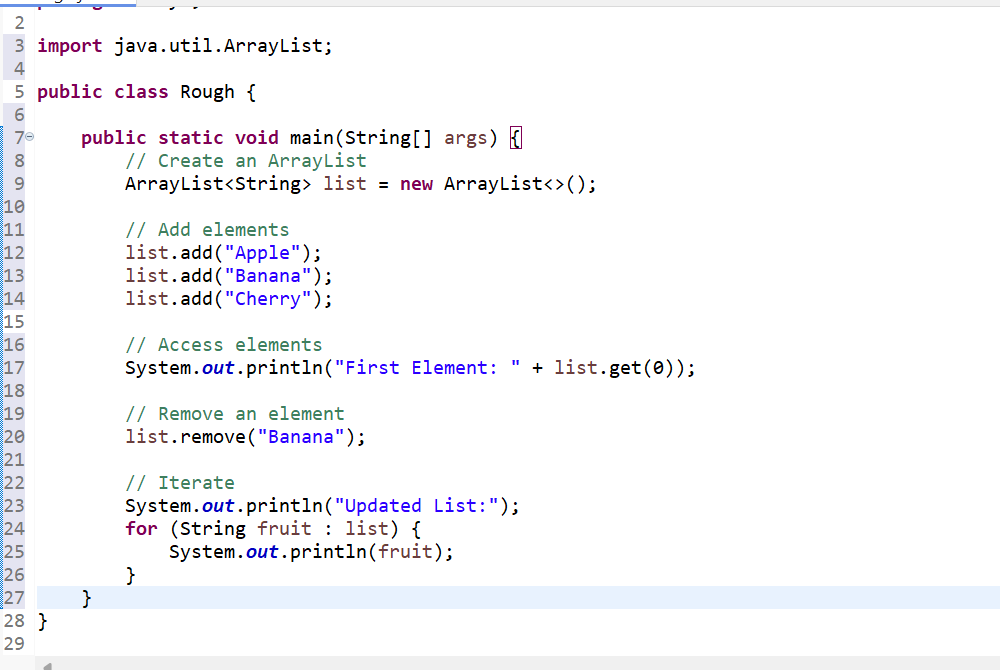 2
3 import java.util.ArrayList;
4
5 public class Rough {
6
7 public static void main(String[] args) {
8 // Create an ArrayList
9 ArrayList<String> list = new ArrayList<>();
10
11 // Add elements
12 list.add("Apple");
13 list.add("Banana");
14 list.add("Cherry");
15
16 // Access elements
17 System.out.println("First Element: " + list.get(0));
18
19 // Remove an element
20 list.remove("Banana");
21
22 // Iterate
23 System.out.println("Updated List:");
24 for (String fruit : list) {
25 System.out.println(fruit);
26 }
27 }
28 }
29